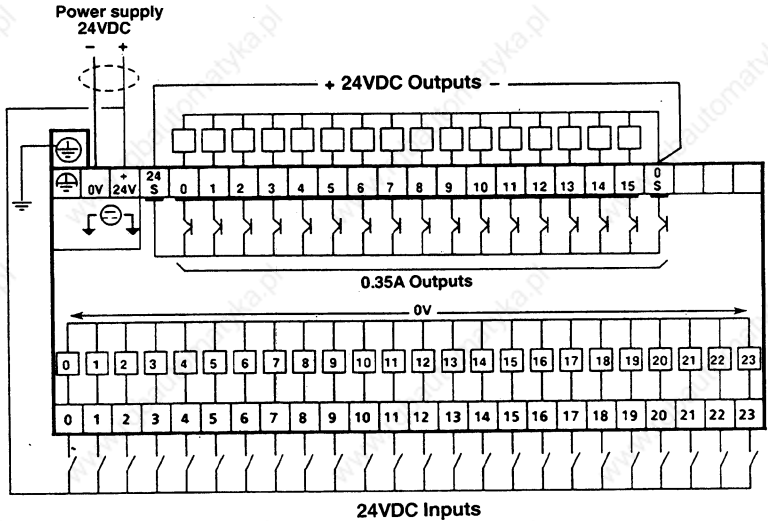 Power supply
24VDC
- +
+ 24VDC Outputs -
24 0
0V + 24V S 0 1 2 3 4 5 6 7 8 9 10 11 12 13 14 15 S
0.35A Outputs
0V
0 1 2 3 4 5 6 7 8 9 10 11 12 13 14 15 16 17 18 19 20 21 22 23
0 1 2 3 4 5 6 7 8 9 10 11 12 13 14 15 16 17 18 19 20 21 22 23
24VDC Inputs